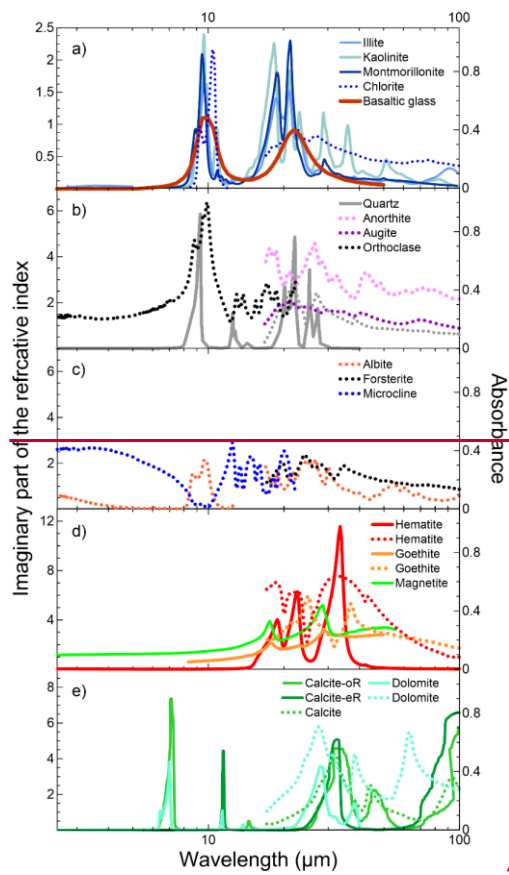 10
100
2.5
2
1.5
1
0.5
1
0.8
0.4
0
a)
Illite
Kaolinite
Montmorillonite
Chlorite
Basaltic glass
6
4
2
0.8
0.4
0
b)
Quartz
Anorthite
Augite
Orthoclase
6
4
2
0.8
0.4
0
c)
Albite
Forsterite
Microcline
10
100
12
8
4
1
0.8
0.4
0
d)
Hematite
Hematite
Goethite
Goethite
Magnetite
8
6
4
2
0.8
0.4
0
e)
Calcite-oR
Calcite-eR
Calcite
Dolomite
Dolomite
10
100
Imaginary part of the refrcative index
Absorbance
Wavelength (µm)